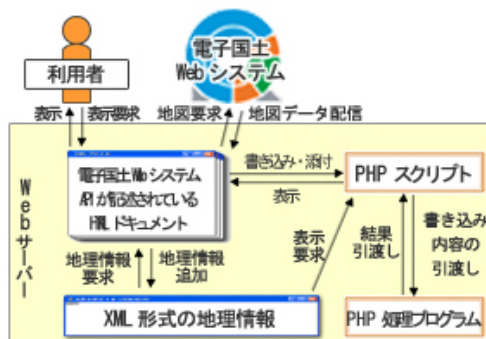 電子国土
Web システム
利用者
表示
表示要求
地図要求
地図データ配信
Webサーバー
電子国土Webシステム
APIが記述されている
HMLドキュメント
書き込み・添付
表示
PHP スクリプト
地理情報
要求
地理情報
追加
表示
要求
結果
引渡し
書き込み
内容の
引渡し
XML 形式の地理情報
PHP 処理プログラム